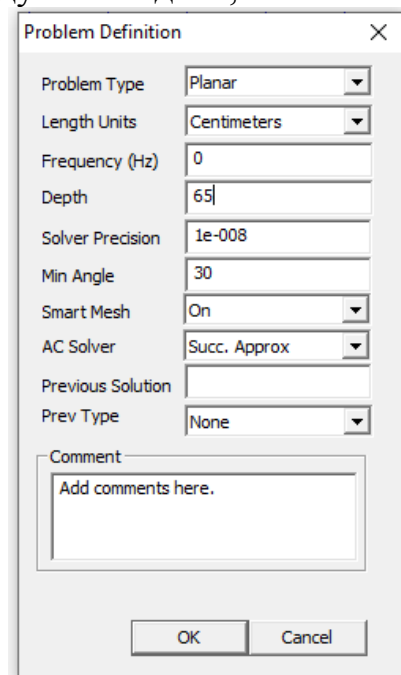 Problem Definition
Problem Type Planar
Length Units Centimeters
Frequency (Hz) 0
Depth 65
Solver Precision 1e-008
Min Angle 30
Smart Mesh On
AC Solver Succ. Approx
Previous Solution
Prev Type None
Comment
Add comments here.
OK Cancel